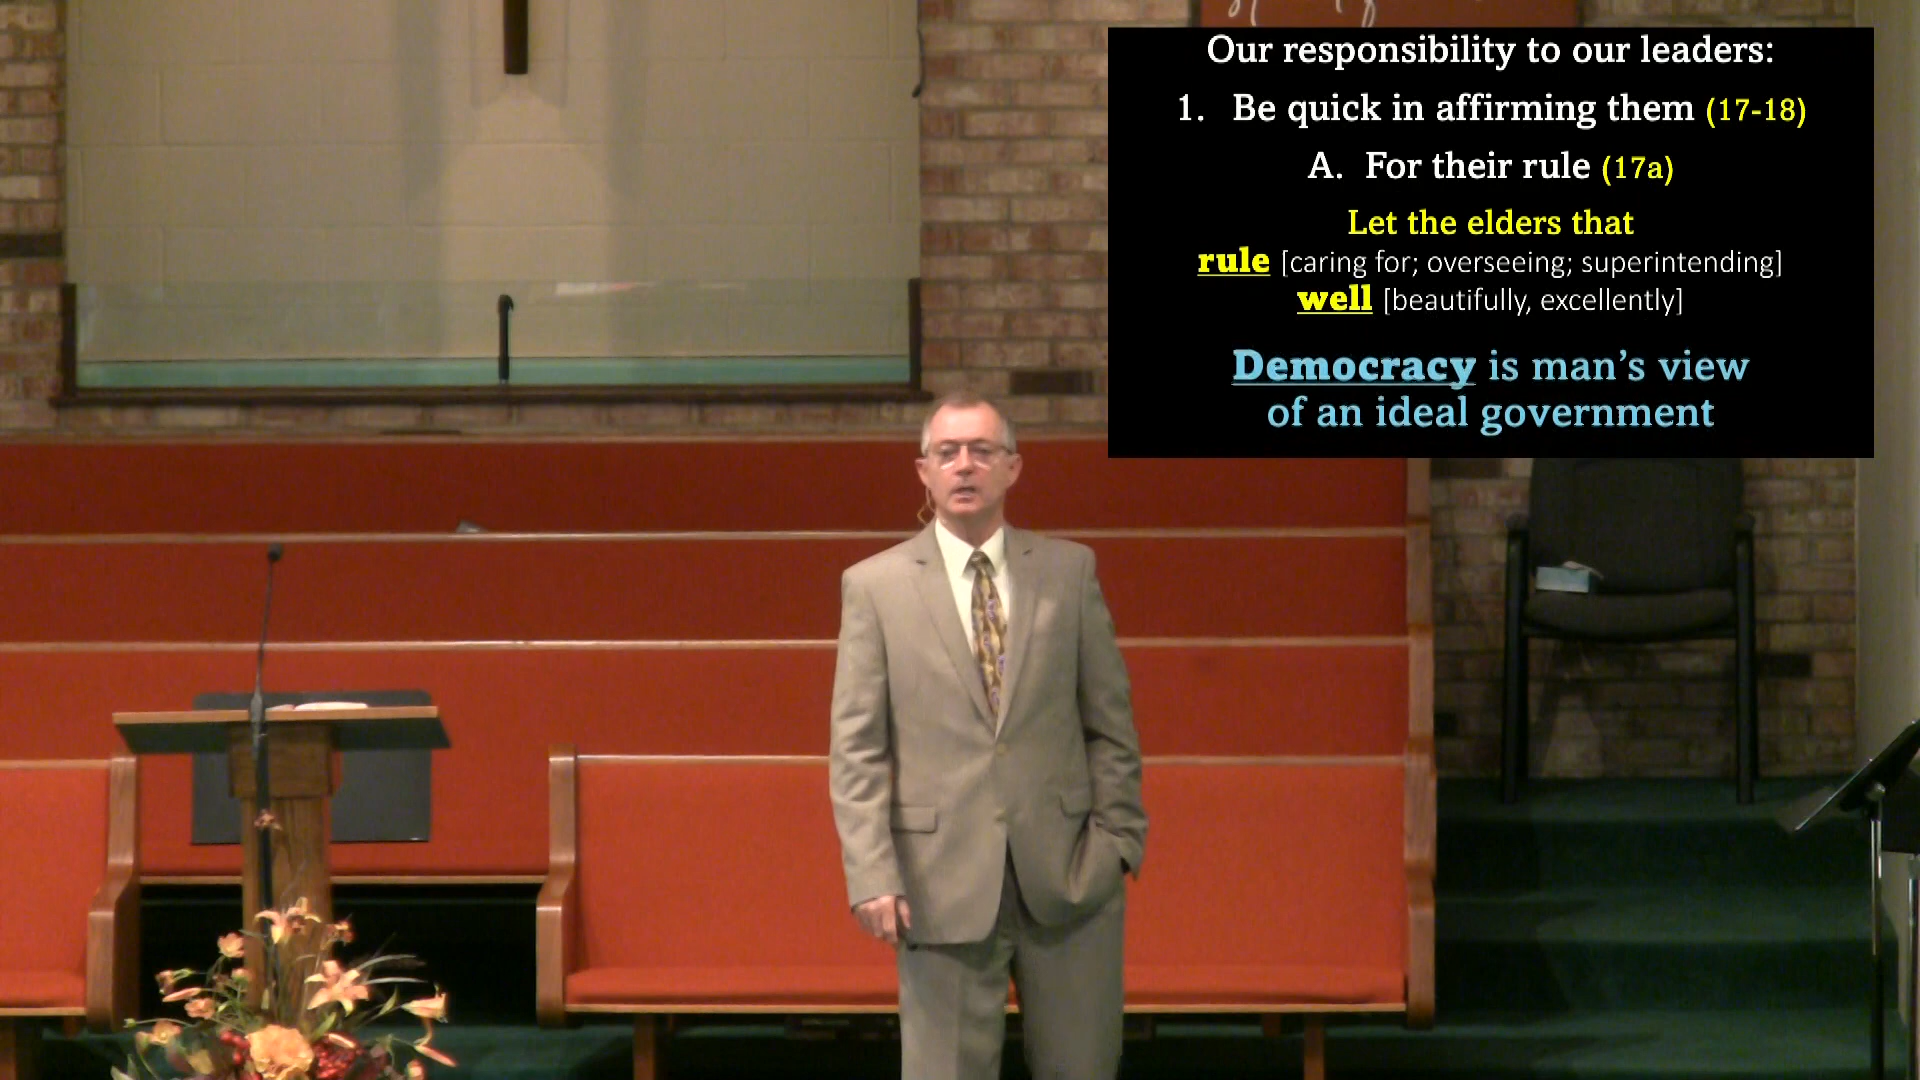 Our responsibility to our leaders:
1. Be quick in affirming them (17-18)
A. For their rule (17a)
Let the elders that
rule [caring for; overseeing; superintending]
well [beautifully, excellently]
Democracy is man’s view
of an ideal government